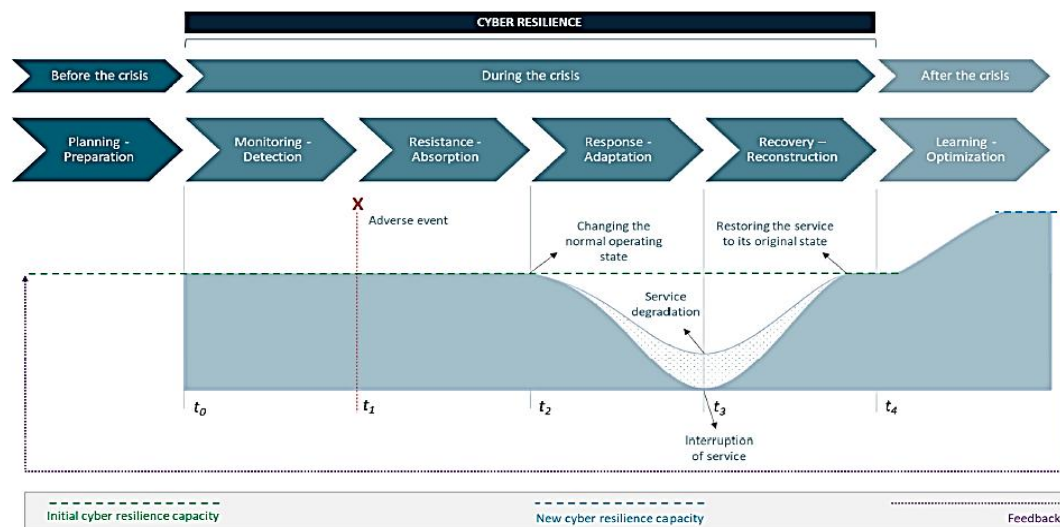 CYBER RESILIENCE
Before the crisis
During the crisis
After the crisis
Planning -
Preparation
Monitoring -
Detection
Resistance -
Absorption
Response -
Adaptation
Recovery –
Reconstruction
Learning -
Optimization
X
Adverse event
Changing the
normal operating
state
Restoring the service
to its original state
Service
degradation
t0
t1
t2
t3
t4
Interruption
of service
Initial cyber resilience capacity
New cyber resilience capacity
Feedback